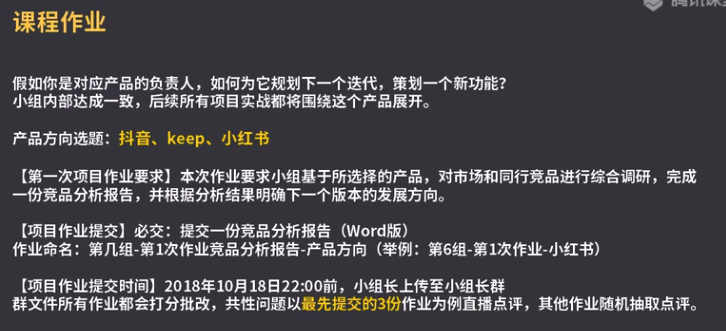 课程作业
假如你是对应产品的负责人，如何为它规划下一个迭代，策划一个新功能？
小组内部达成一致，后续所有项目实战都将围绕这个产品展开。
产品方向选题：抖音、keep、小红书
【第一次项目作业要求】本次作业要求小组基于所选择的产品，对市场和同行竞品进行综合调研，完成
一份竞品分析报告，并根据分析结果明确下一个版本的发展方向。
【项目作业提交】必交：提交一份竞品分析报告（Word版）
作业命名：第几组-第1次作业竞品分析报告-产品方向（举例：第6组-第1次作业-小红书）
【项目作业提交时间】2018年10月18日22:00前，小组长上传至小组长群
群文件所有作业都会打分批改，共性问题以最先提交的3份作业为例直播点评，其他作业随机抽取点评。